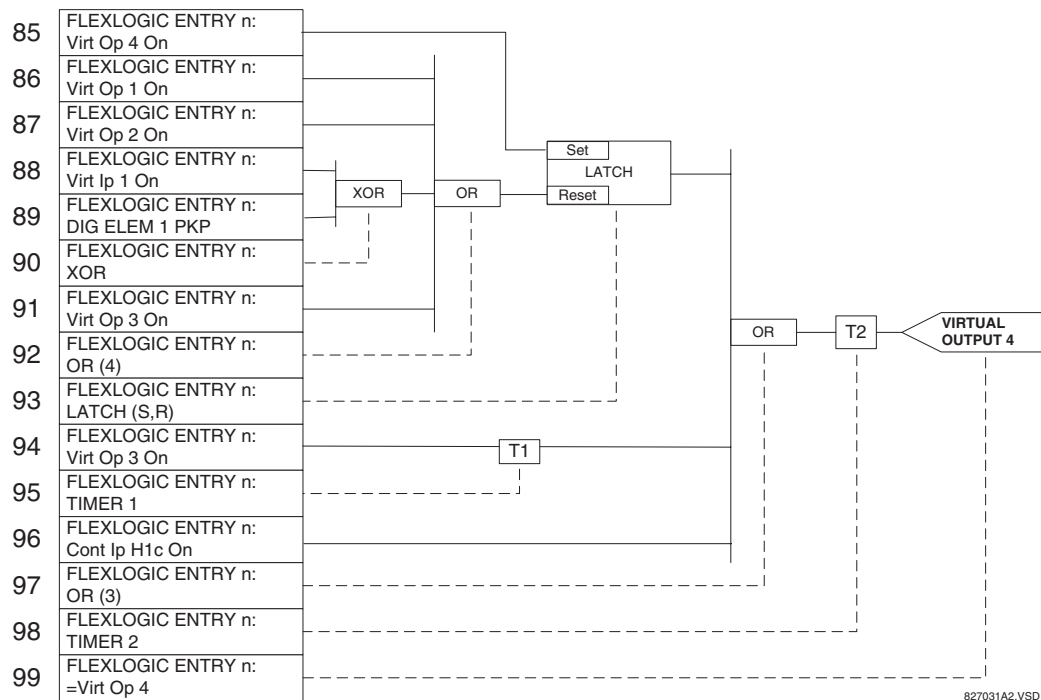 85
FLEXLOGIC ENTRY n:
Virt Op 4 On
86
FLEXLOGIC ENTRY n:
Virt Op 1 On
87
FLEXLOGIC ENTRY n:
Virt Op 2 On
88
FLEXLOGIC ENTRY n:
Virt Ip 1 On
89
FLEXLOGIC ENTRY n:
DIG ELEM 1 PKP
90
FLEXLOGIC ENTRY n:
XOR
91
FLEXLOGIC ENTRY n:
Virt Op 3 On
92
FLEXLOGIC ENTRY n:
OR (4)
93
FLEXLOGIC ENTRY n:
LATCH (S,R)
94
FLEXLOGIC ENTRY n:
Virt Op 3 On
95
FLEXLOGIC ENTRY n:
TIMER 1
96
FLEXLOGIC ENTRY n:
Cont Ip H1c On
97
FLEXLOGIC ENTRY n:
OR (3)
98
FLEXLOGIC ENTRY n:
TIMER 2
99
FLEXLOGIC ENTRY n:
=Virt Op 4
XOR
OR
Set
LATCH
Reset
T1
OR
T2
VIRTUAL
OUTPUT 4
827031A2.VSD